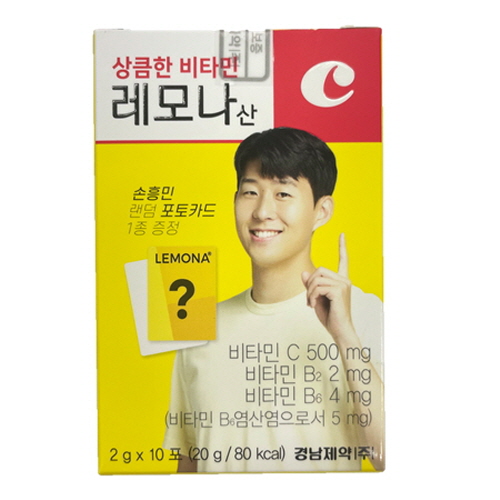 상큼한 비타민
레모나산
C
손흥민
랜덤 포토카드
1종 증정
LEMONA®
?
비타민 C 500 mg
비타민 B2 2 mg
비타민 B6 4 mg
(비타민 B6염산염으로서 5 mg)
2 g x 10 포 (20 g / 80 kcal) 경남제약(주)